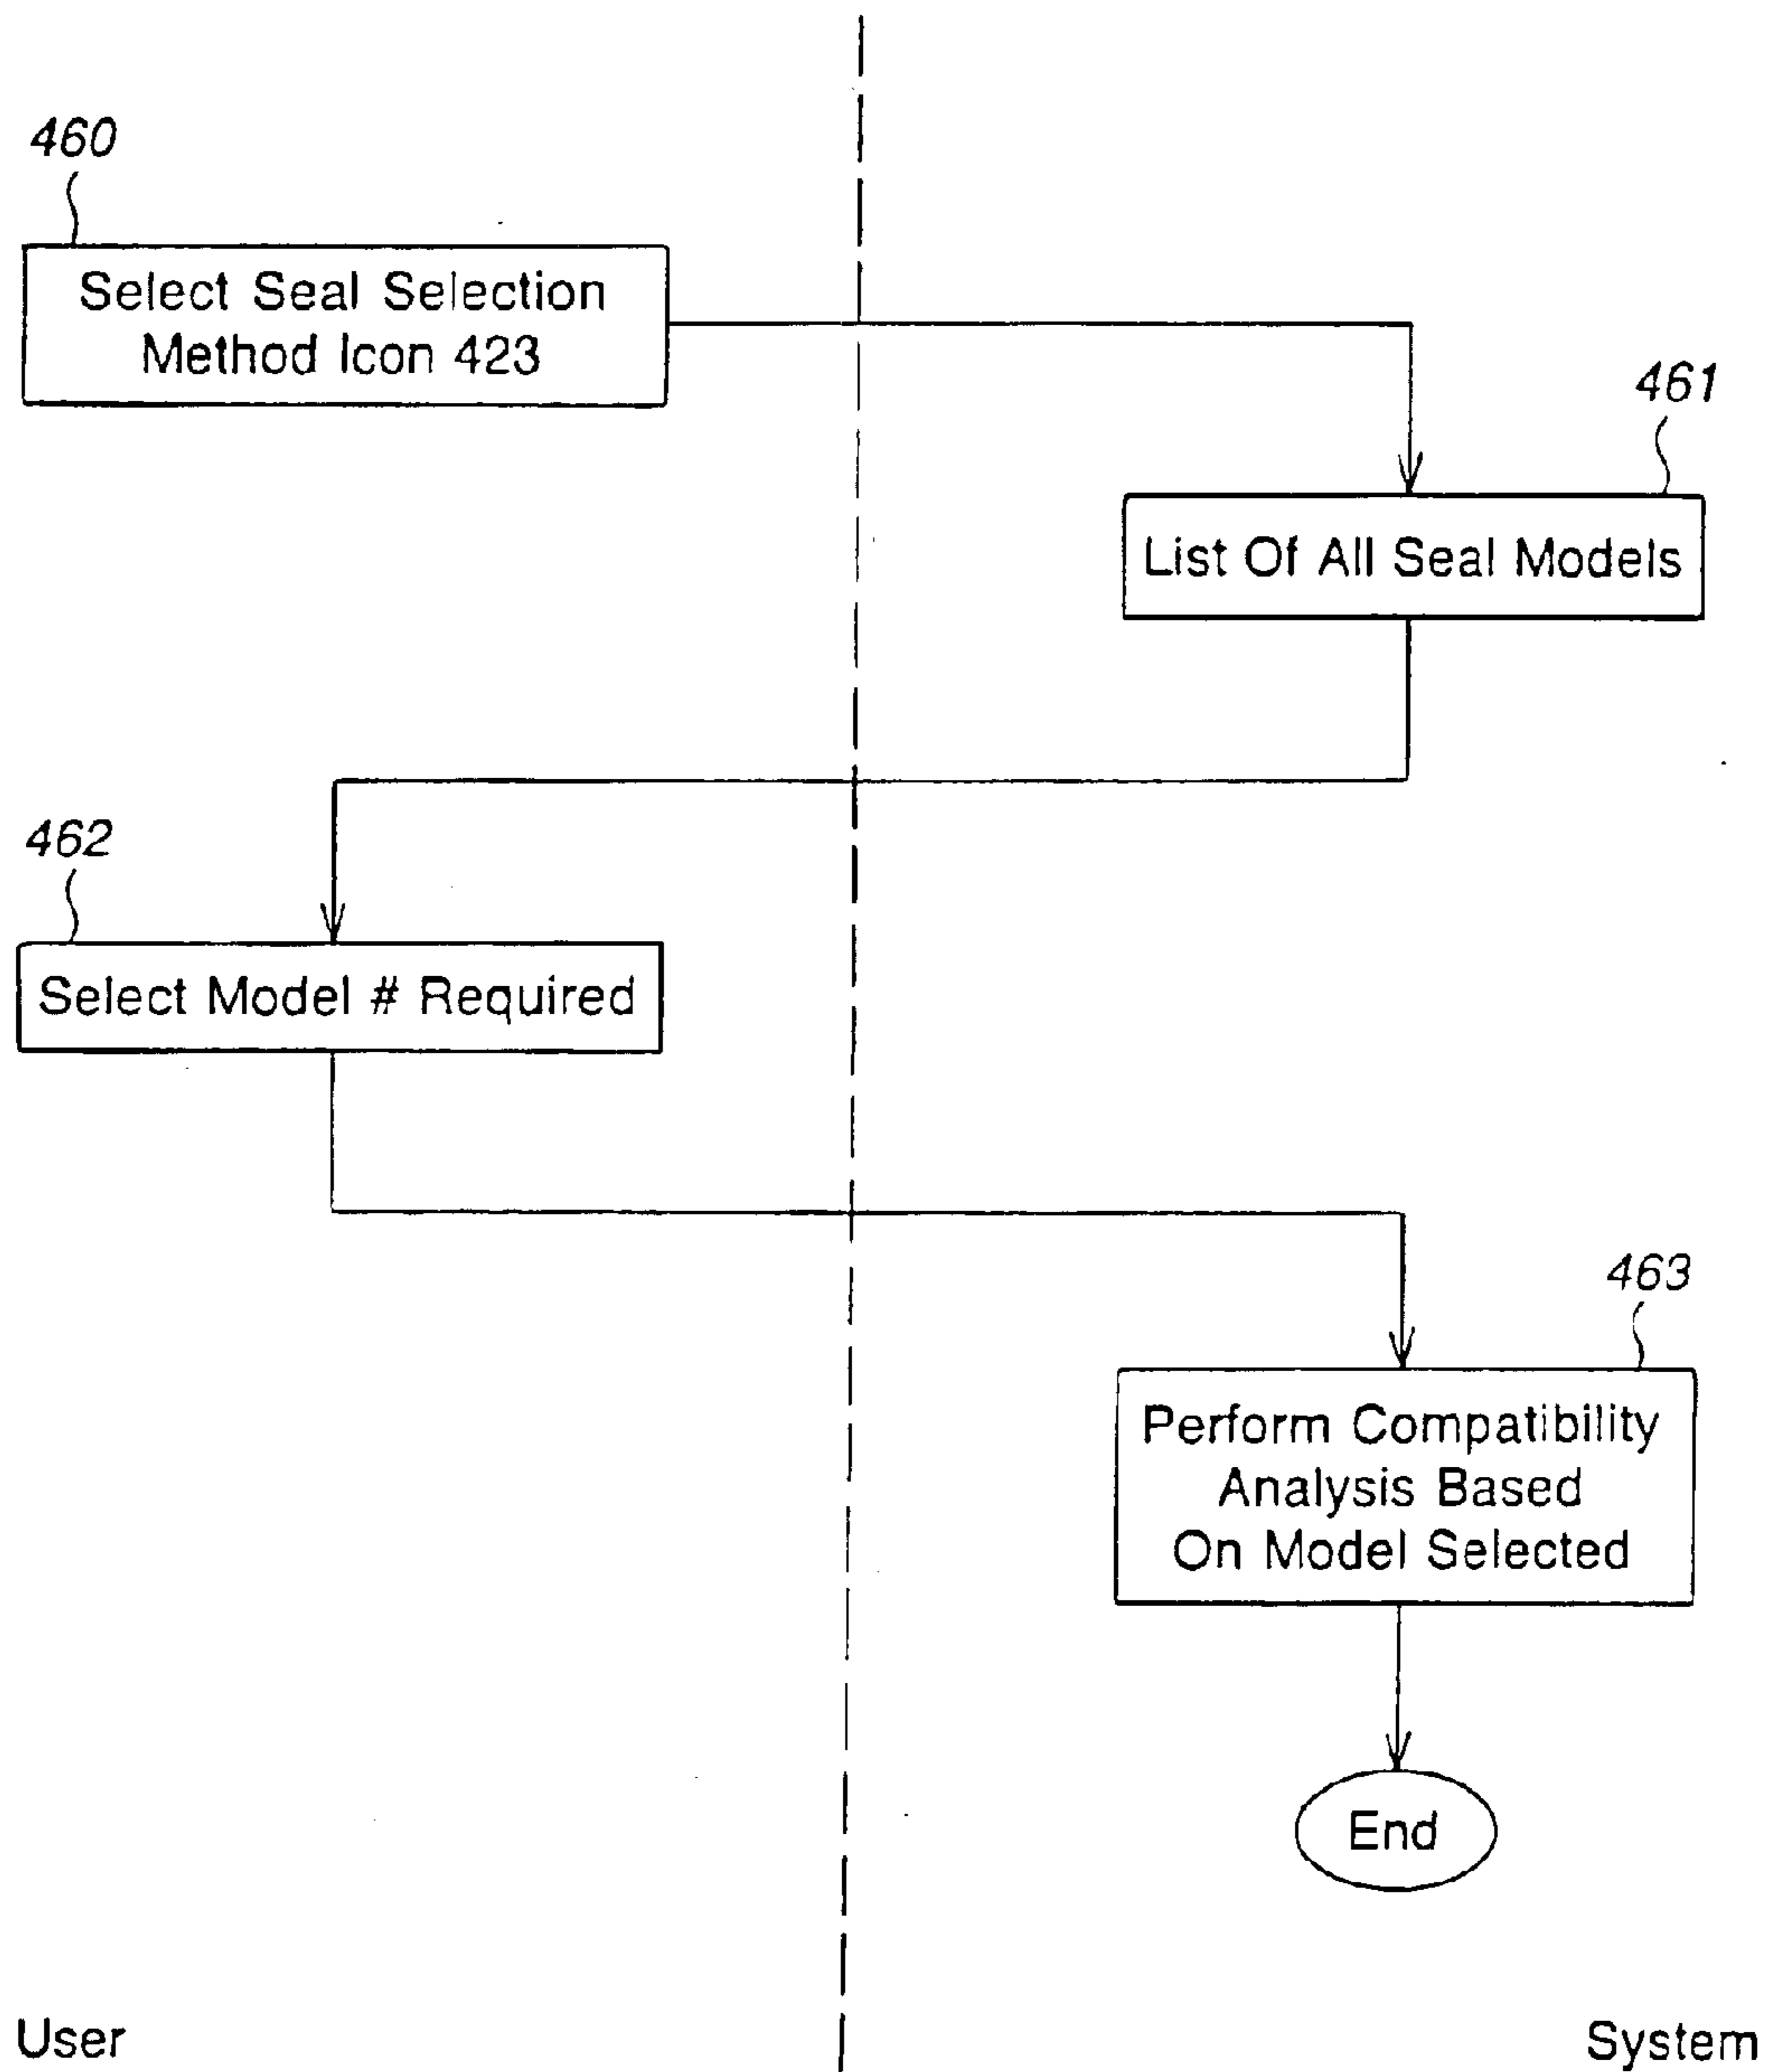 460
Select Seal Selection
Method Icon 423
461
List Of All Seal Models
462
Select Model # Required
463
Perform Compatibility
Analysis Based
On Model Selected
End
User
System